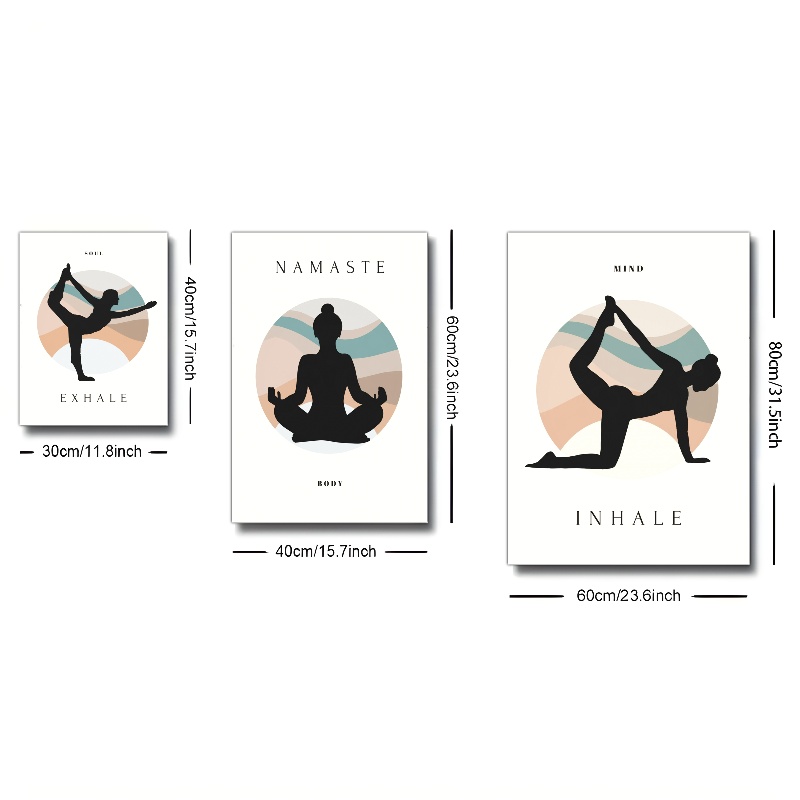 SOUL
EXHALE
40cm/15.7inch
30cm/11.8inch
NAMASTE
BODY
60cm/23.6inch
40cm/15.7inch
MIND
INHALE
80cm/31.5inch
60cm/23.6inch